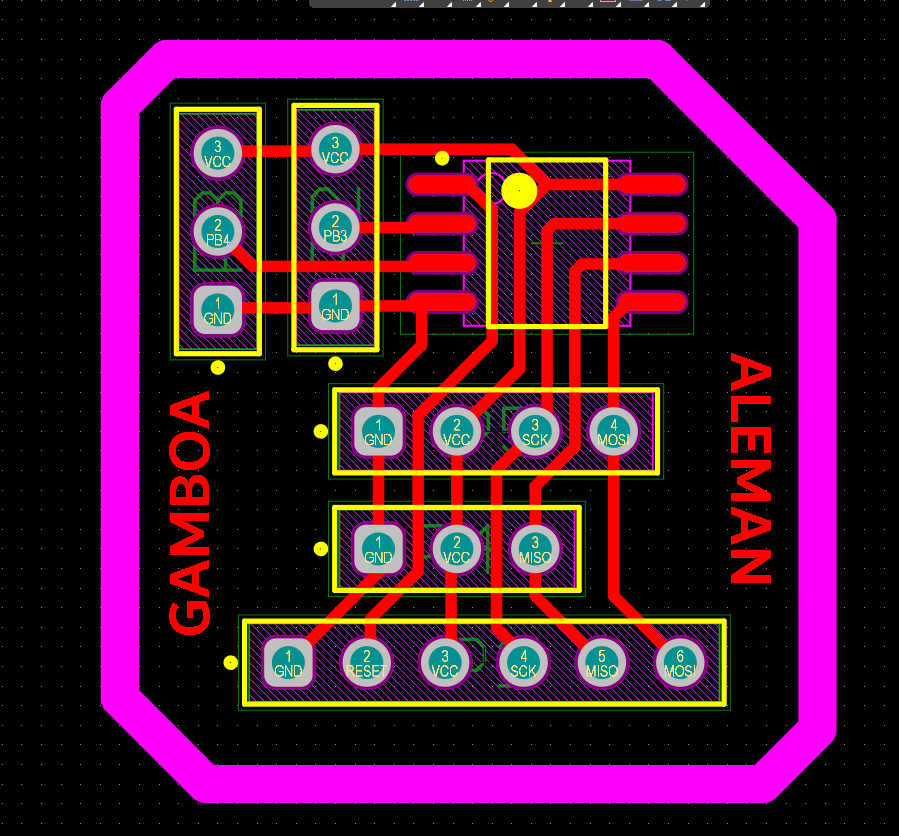 3
VCC
2
PB4
1
GND
3
VCC
2
PB3
1
GND
GAMBOA
ALEMAN
1
GND
2
VCC
3
SCK
4
MOSI
1
GND
2
VCC
3
MISO
1
GND
2
RESET
3
VCC
4
SCK
5
MISO
6
MOSI